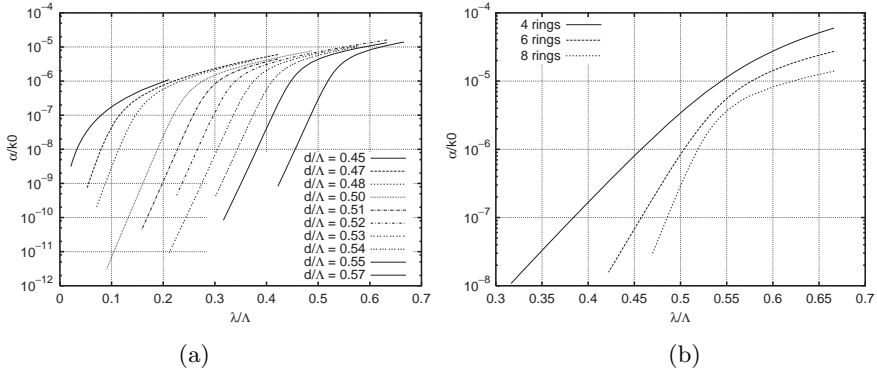 10−4
10−5
10−6
10−7
10−8
10−9
10−10
10−11
10−12
α/k0
0 0.1 0.2 0.3 0.4 0.5 0.6 0.7
λ/Λ
d/Λ = 0.45
d/Λ = 0.47
d/Λ = 0.48
d/Λ = 0.50
d/Λ = 0.51
d/Λ = 0.52
d/Λ = 0.53
d/Λ = 0.54
d/Λ = 0.55
d/Λ = 0.57
(a)
10−4
10−5
10−6
10−7
10−8
α/k0
4 rings
6 rings
8 rings
0.3 0.35 0.4 0.45 0.5 0.55 0.6 0.65 0.7
λ/Λ
(b)